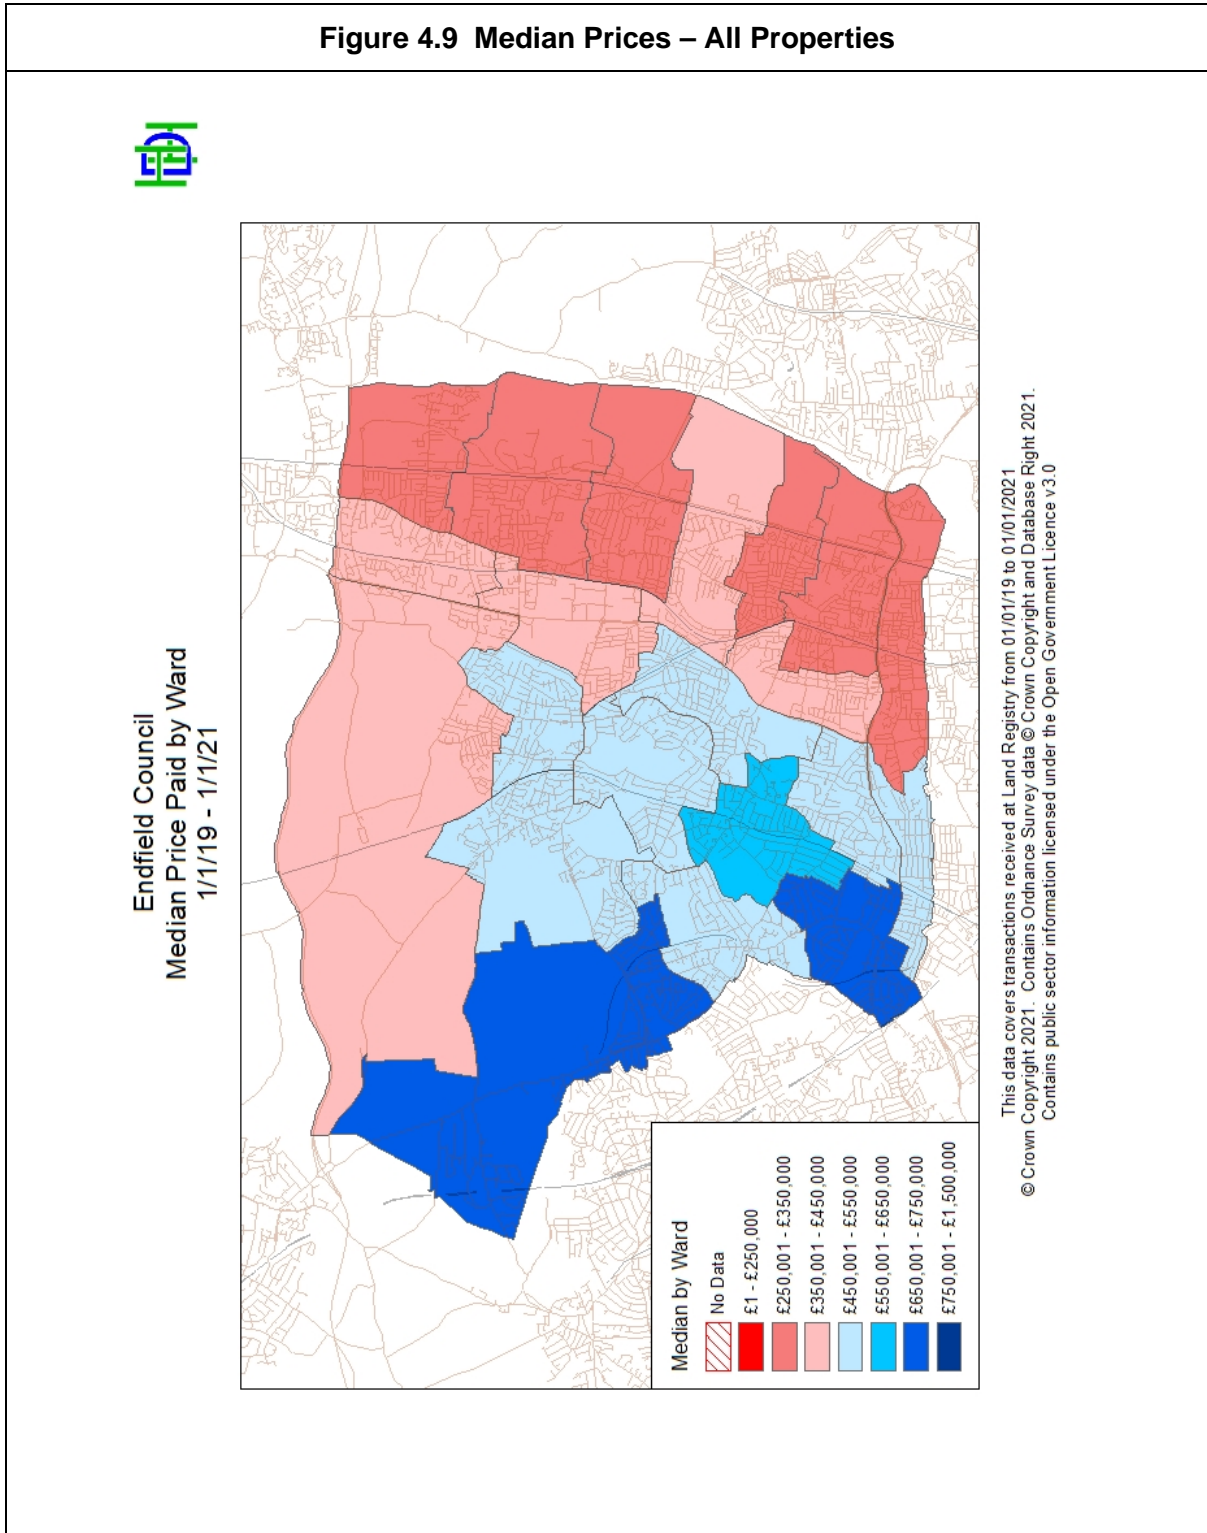 Figure 4.9 Median Prices – All Properties
Endfield Council
Median Price Paid by Ward
1/1/19 - 1/1/21
Median by Ward
No Data
£1 - £250,000
£250,001 - £350,000
£350,001 - £450,000
£450,001 - £550,000
£550,001 - £650,000
£650,001 - £750,000
£750,001 - £1,500,000
This data covers transactions received at Land Registry from 01/01/19 to 01/01/2021
© Crown Copyright 2021. Contains Ordnance Survey data © Crown Copyright and Database Right 2021.
Contains public sector information licensed under the Open Government Licence v3.0